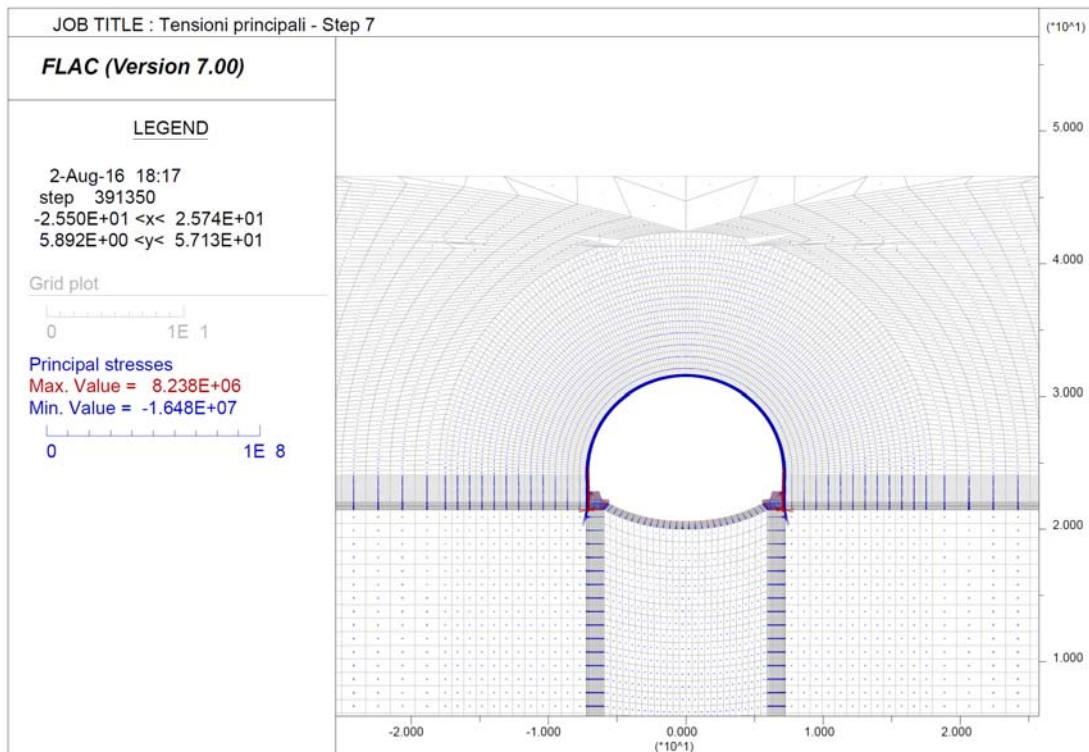 JOB TITLE : Tensioni principali - Step 7
FLAC (Version 7.00)
LEGEND
2-Aug-16 18:17
step 391350
-2.550E+01 <x< 2.574E+01
5.892E+00 <y< 5.713E+01
Grid plot
0 1E 1
Principal stresses
Max. Value = 8.238E+06
Min. Value = -1.648E+07
0 1E 8
(*10^1)
5.000
4.000
3.000
2.000
1.000
-2.000 -1.000 0.000 1.000 2.000
(*10^1)